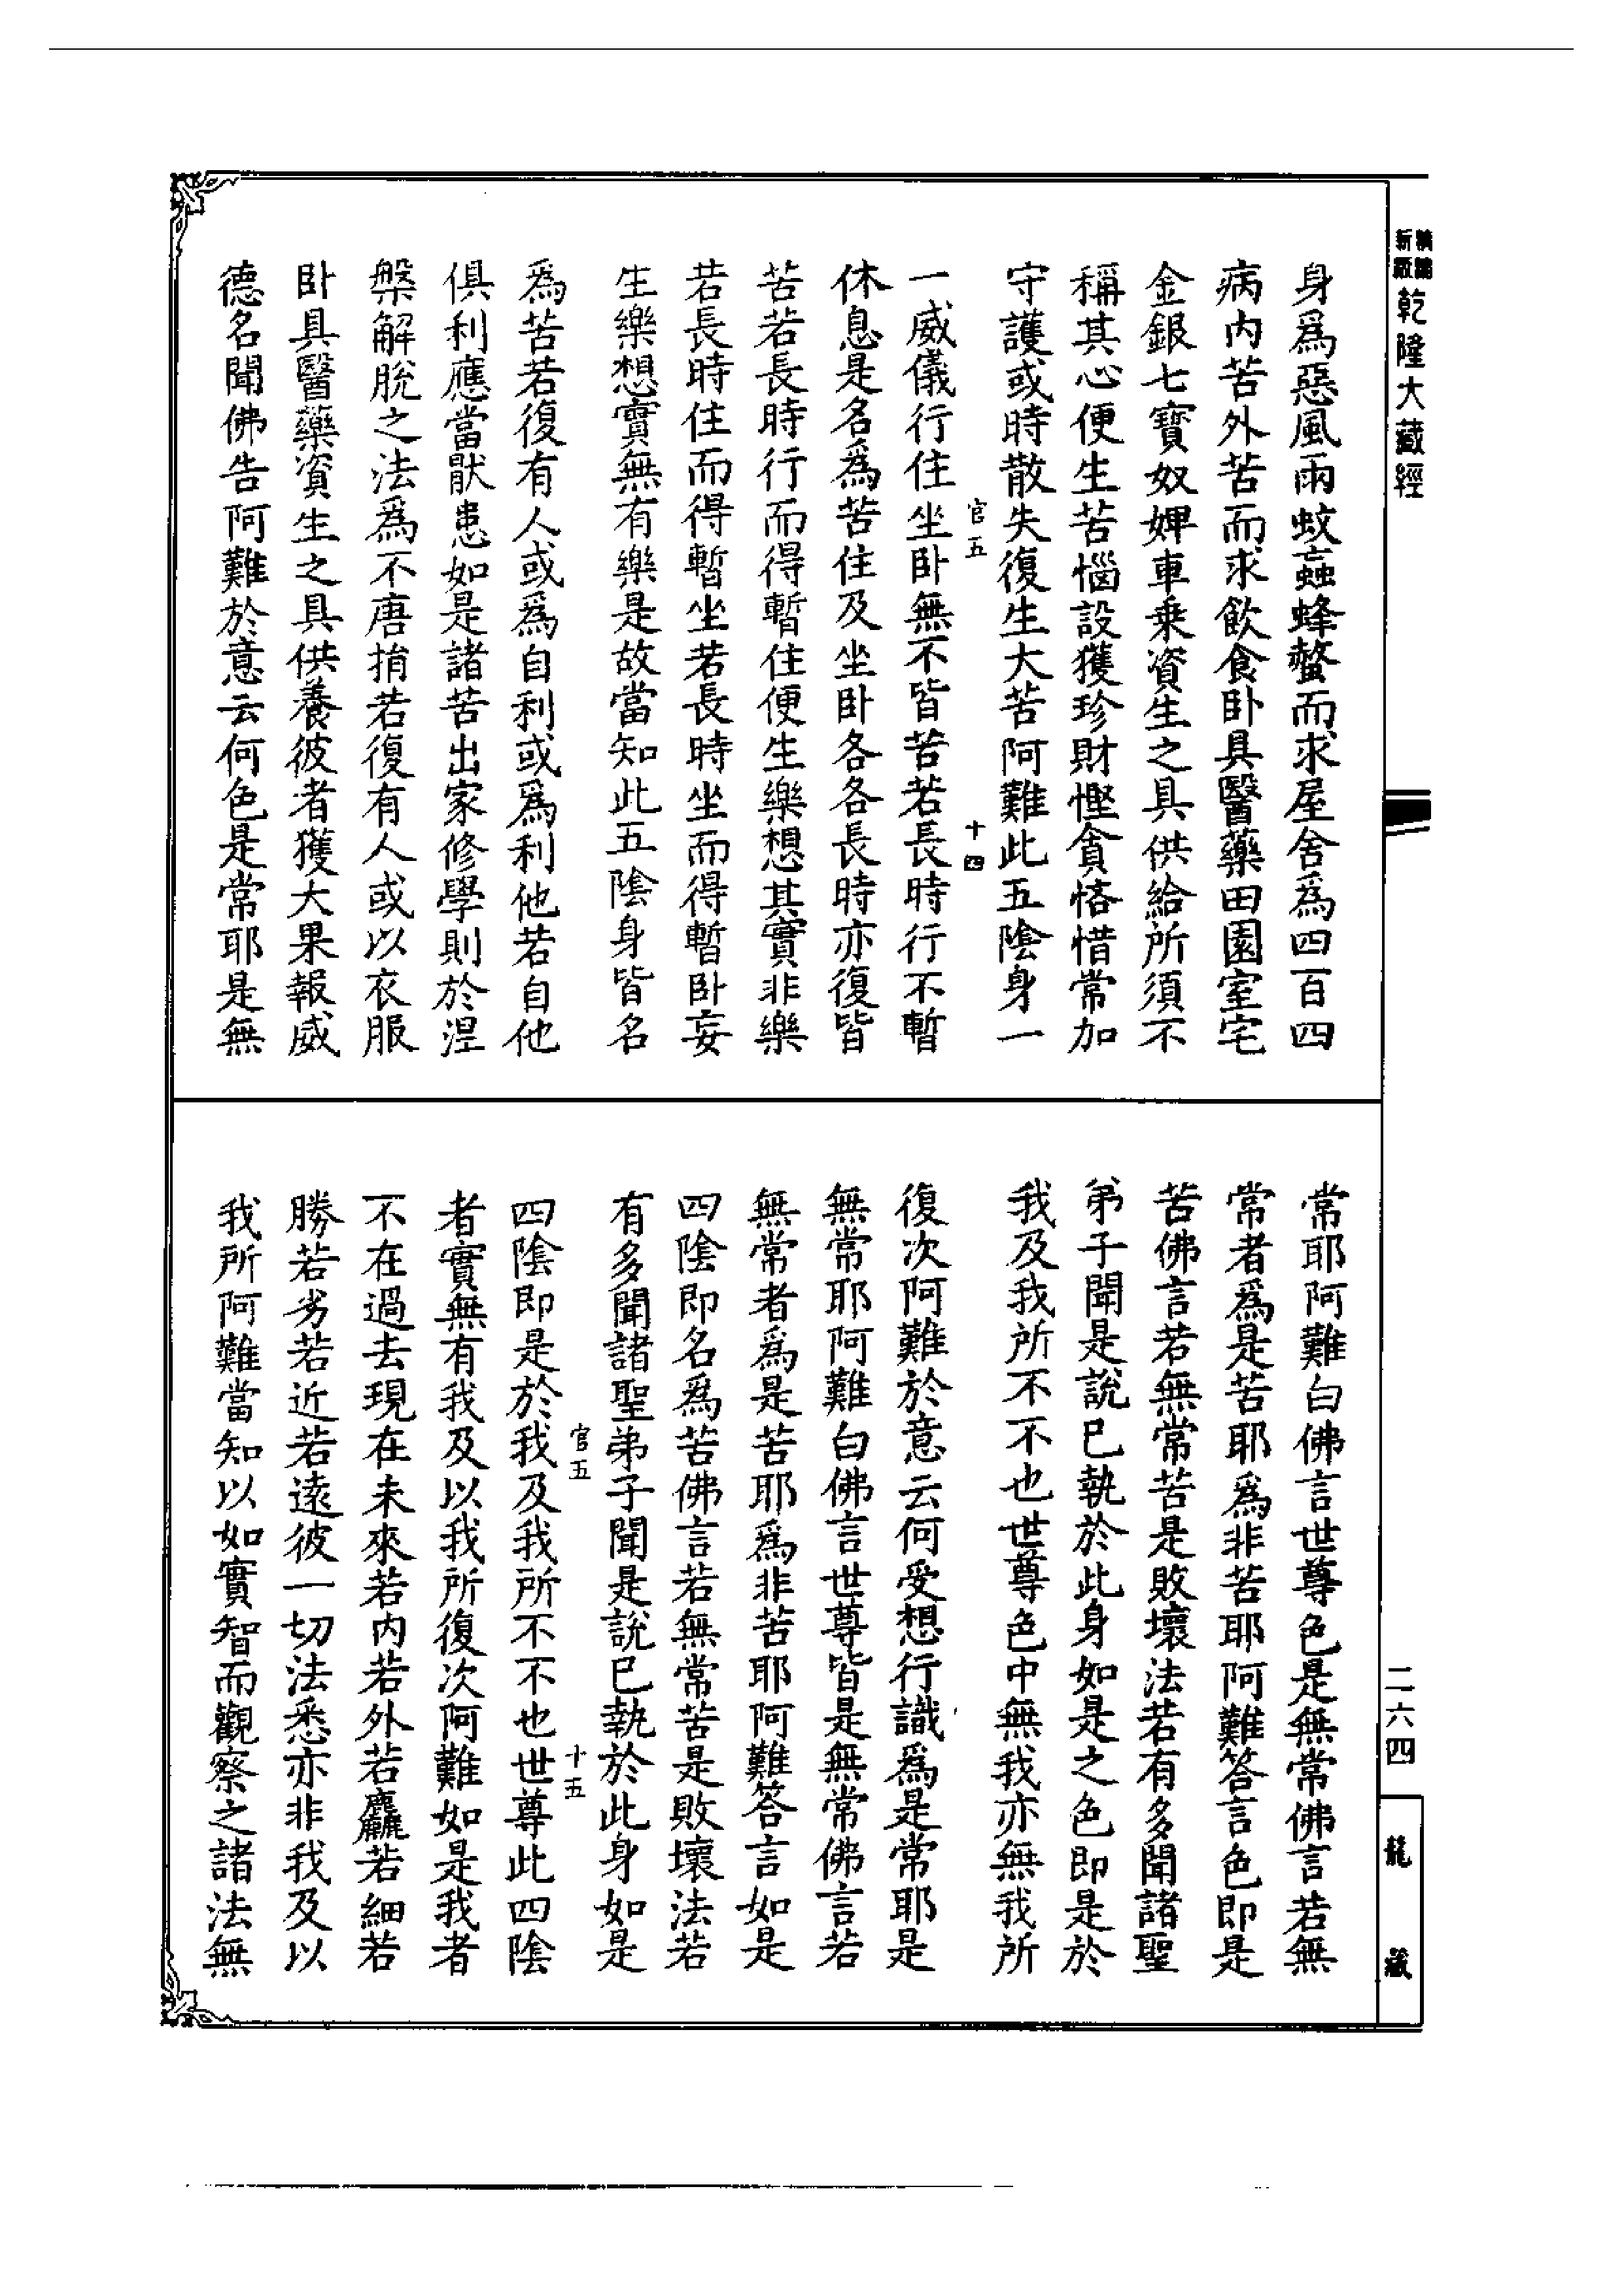 新 精
乾隆大藏經
身爲惡風雨蚊蝱蜂螫而求屋舍爲四百四
病內苦外苦而求飲食卧具醫藥田園室宅
金銀七寶奴婢車乗資生之具供給所須不
稱其心便生苦惱設獲珍財慳貪悋惜常加
守護或時散失復生大苦阿難此五陰身一
官五
十四
一威儀行住坐卧無不皆苦若長時行不暫
休息是名爲苦住及坐卧各各長時亦復皆
苦若長時行而得暫住便生樂想其實非樂
若長時住而得暫坐若長時坐而得暫卧妄
生樂想實無有樂是故當知此五陰身皆名
爲苦若復有人或爲自利或爲利他若自他
俱利應當猒患如是諸苦出家修學則於涅
槃解脫之法爲不唐捐若復有人或以衣服
卧具醫藥資生之具供養彼者獲大果報威
德名聞佛告阿難於意云何色是常耶是無
常耶阿難白佛言世尊色是無常佛言若無
常者爲是苦耶爲非苦耶阿難答言色即是
苦佛言若無常苦是敗壞法若有多聞諸聖
弟子聞是說已執於此身如是之色即是於
我及我所不不也世尊色中無我亦無我所
復次阿難於意云何受想行識爲是常耶是
無常耶阿難白佛言世尊皆是無常佛言若
無常者爲是苦耶爲非苦耶阿難答言如是
四陰即名爲苦佛言若無常苦是敗壞法若
有多聞諸聖弟子聞是說已執於此身如是
官五
十五
四陰即是於我及我所不不也世尊此四陰
者實無有我及以我所復次阿難如是我者
不在過去現在未來若內若外若麤若細若
勝若劣若近若遠彼一切法悉亦非我及以
我所阿難當知以如實智而觀察之諸法無
二六四
龍藏